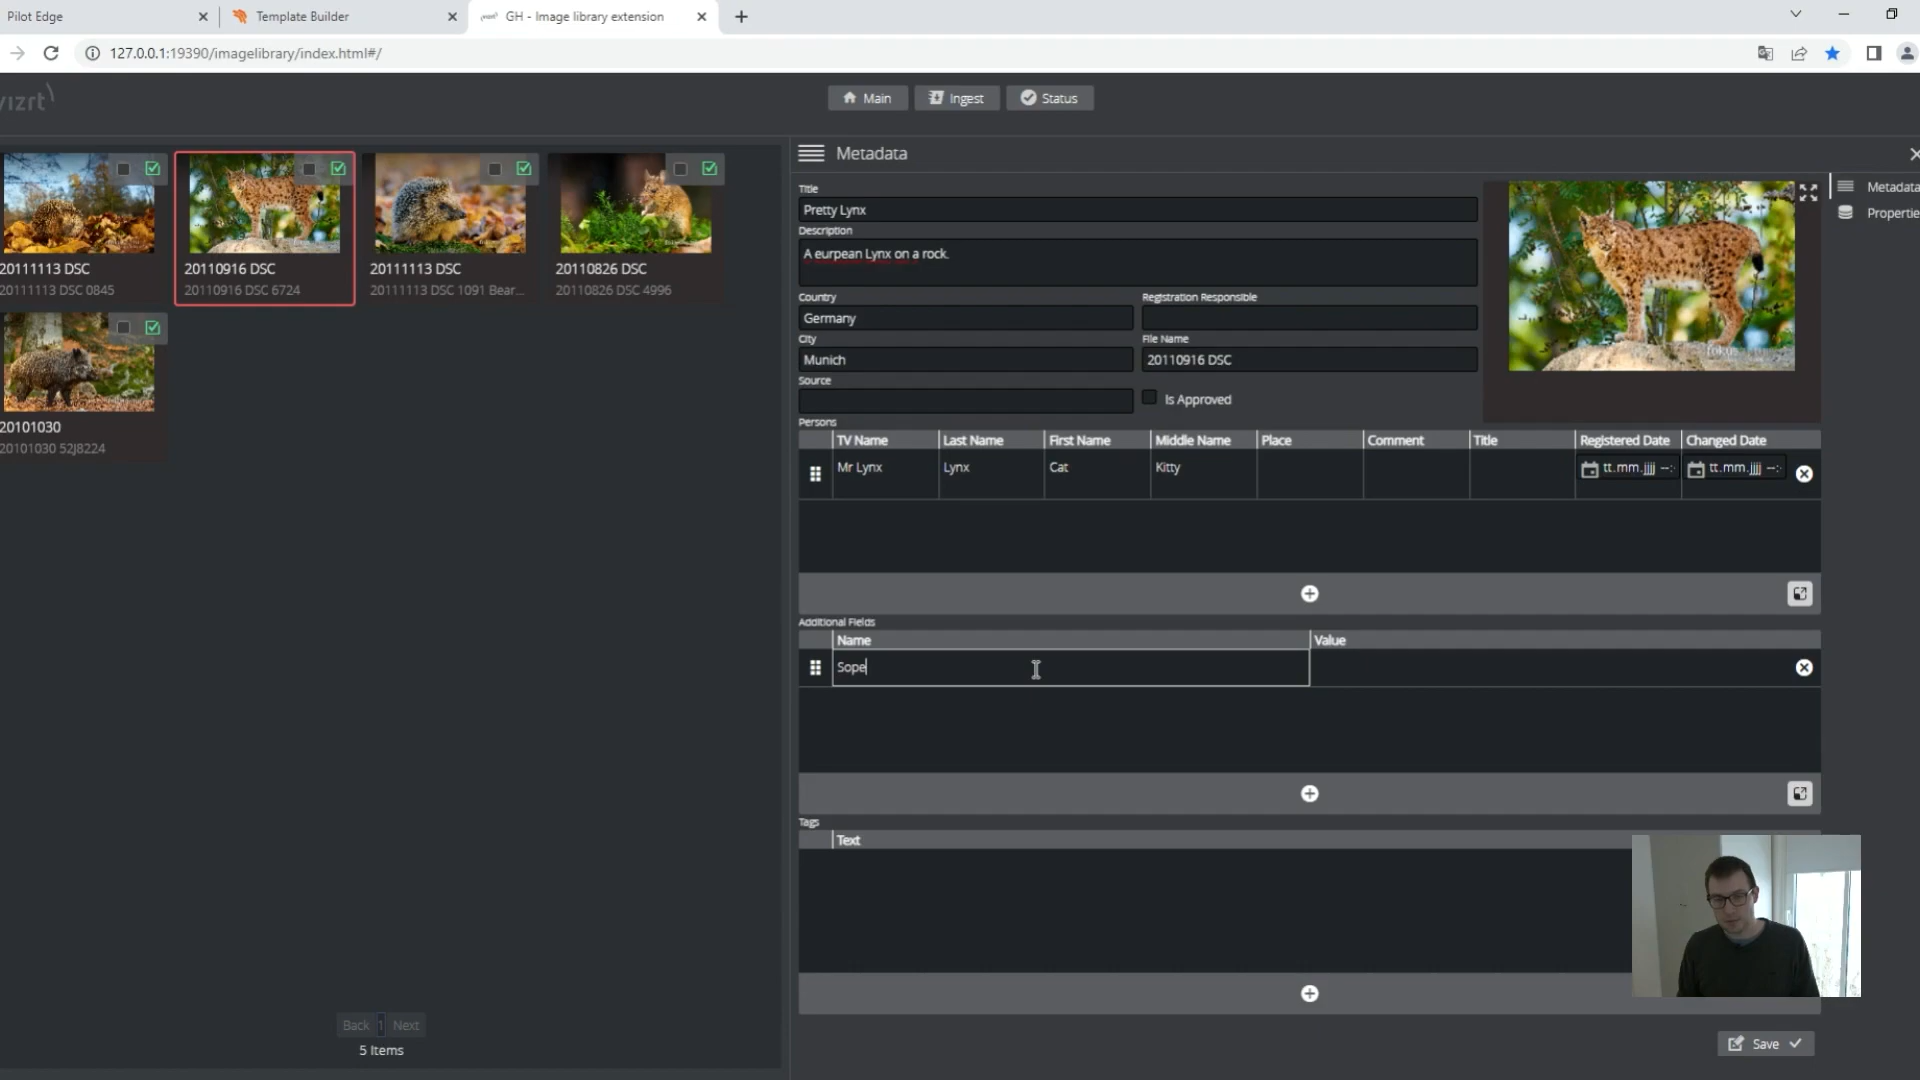 Pilot Edge
Template Builder
GH - Image library extension
127.0.0.1:19390/imagelibrary/index.html#/
vizrt
Main
Ingest
Status
20111113 DSC
20111113 DSC 0845
20110916 DSC
20110916 DSC 6724
20111113 DSC
20111113 DSC 1091 Bear...
20110826 DSC
20110826 DSC 4996
20101030
20101030 52J8224
Back 1 Next
5 Items
Metadata
Title
Pretty Lynx
Description
A eurpean Lynx on a rock.
Country
Germany
Registration Responsible
City
Munich
File Name
20110916 DSC
Source
Is Approved
Metadata
Propertie
Persons
TV Name Last Name First Name Middle Name Place Comment Title Registered Date Changed Date
Mr Lynx Lynx Cat Kitty tt.mm.jjjj --: tt.mm.jjjj --:
Additional Fields
Name Value
Sope
Tags
Text
Save